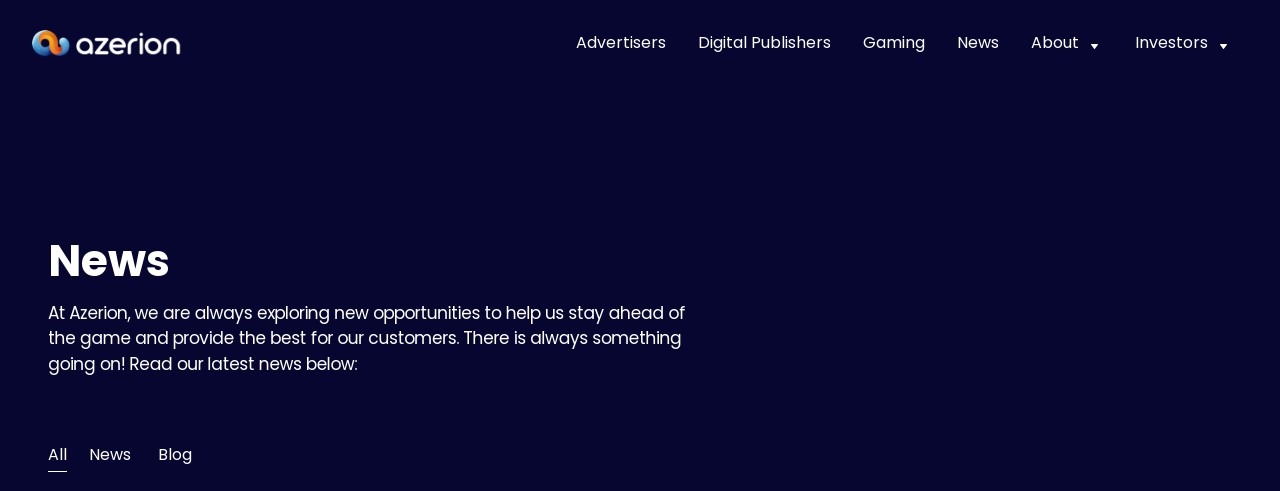 azerion
Advertisers
Digital Publishers
Gaming
News
About
Investors
News
At Azerion, we are always exploring new opportunities to help us stay ahead of
the game and provide the best for our customers. There is always something
going on! Read our latest news below:
All
News
Blog